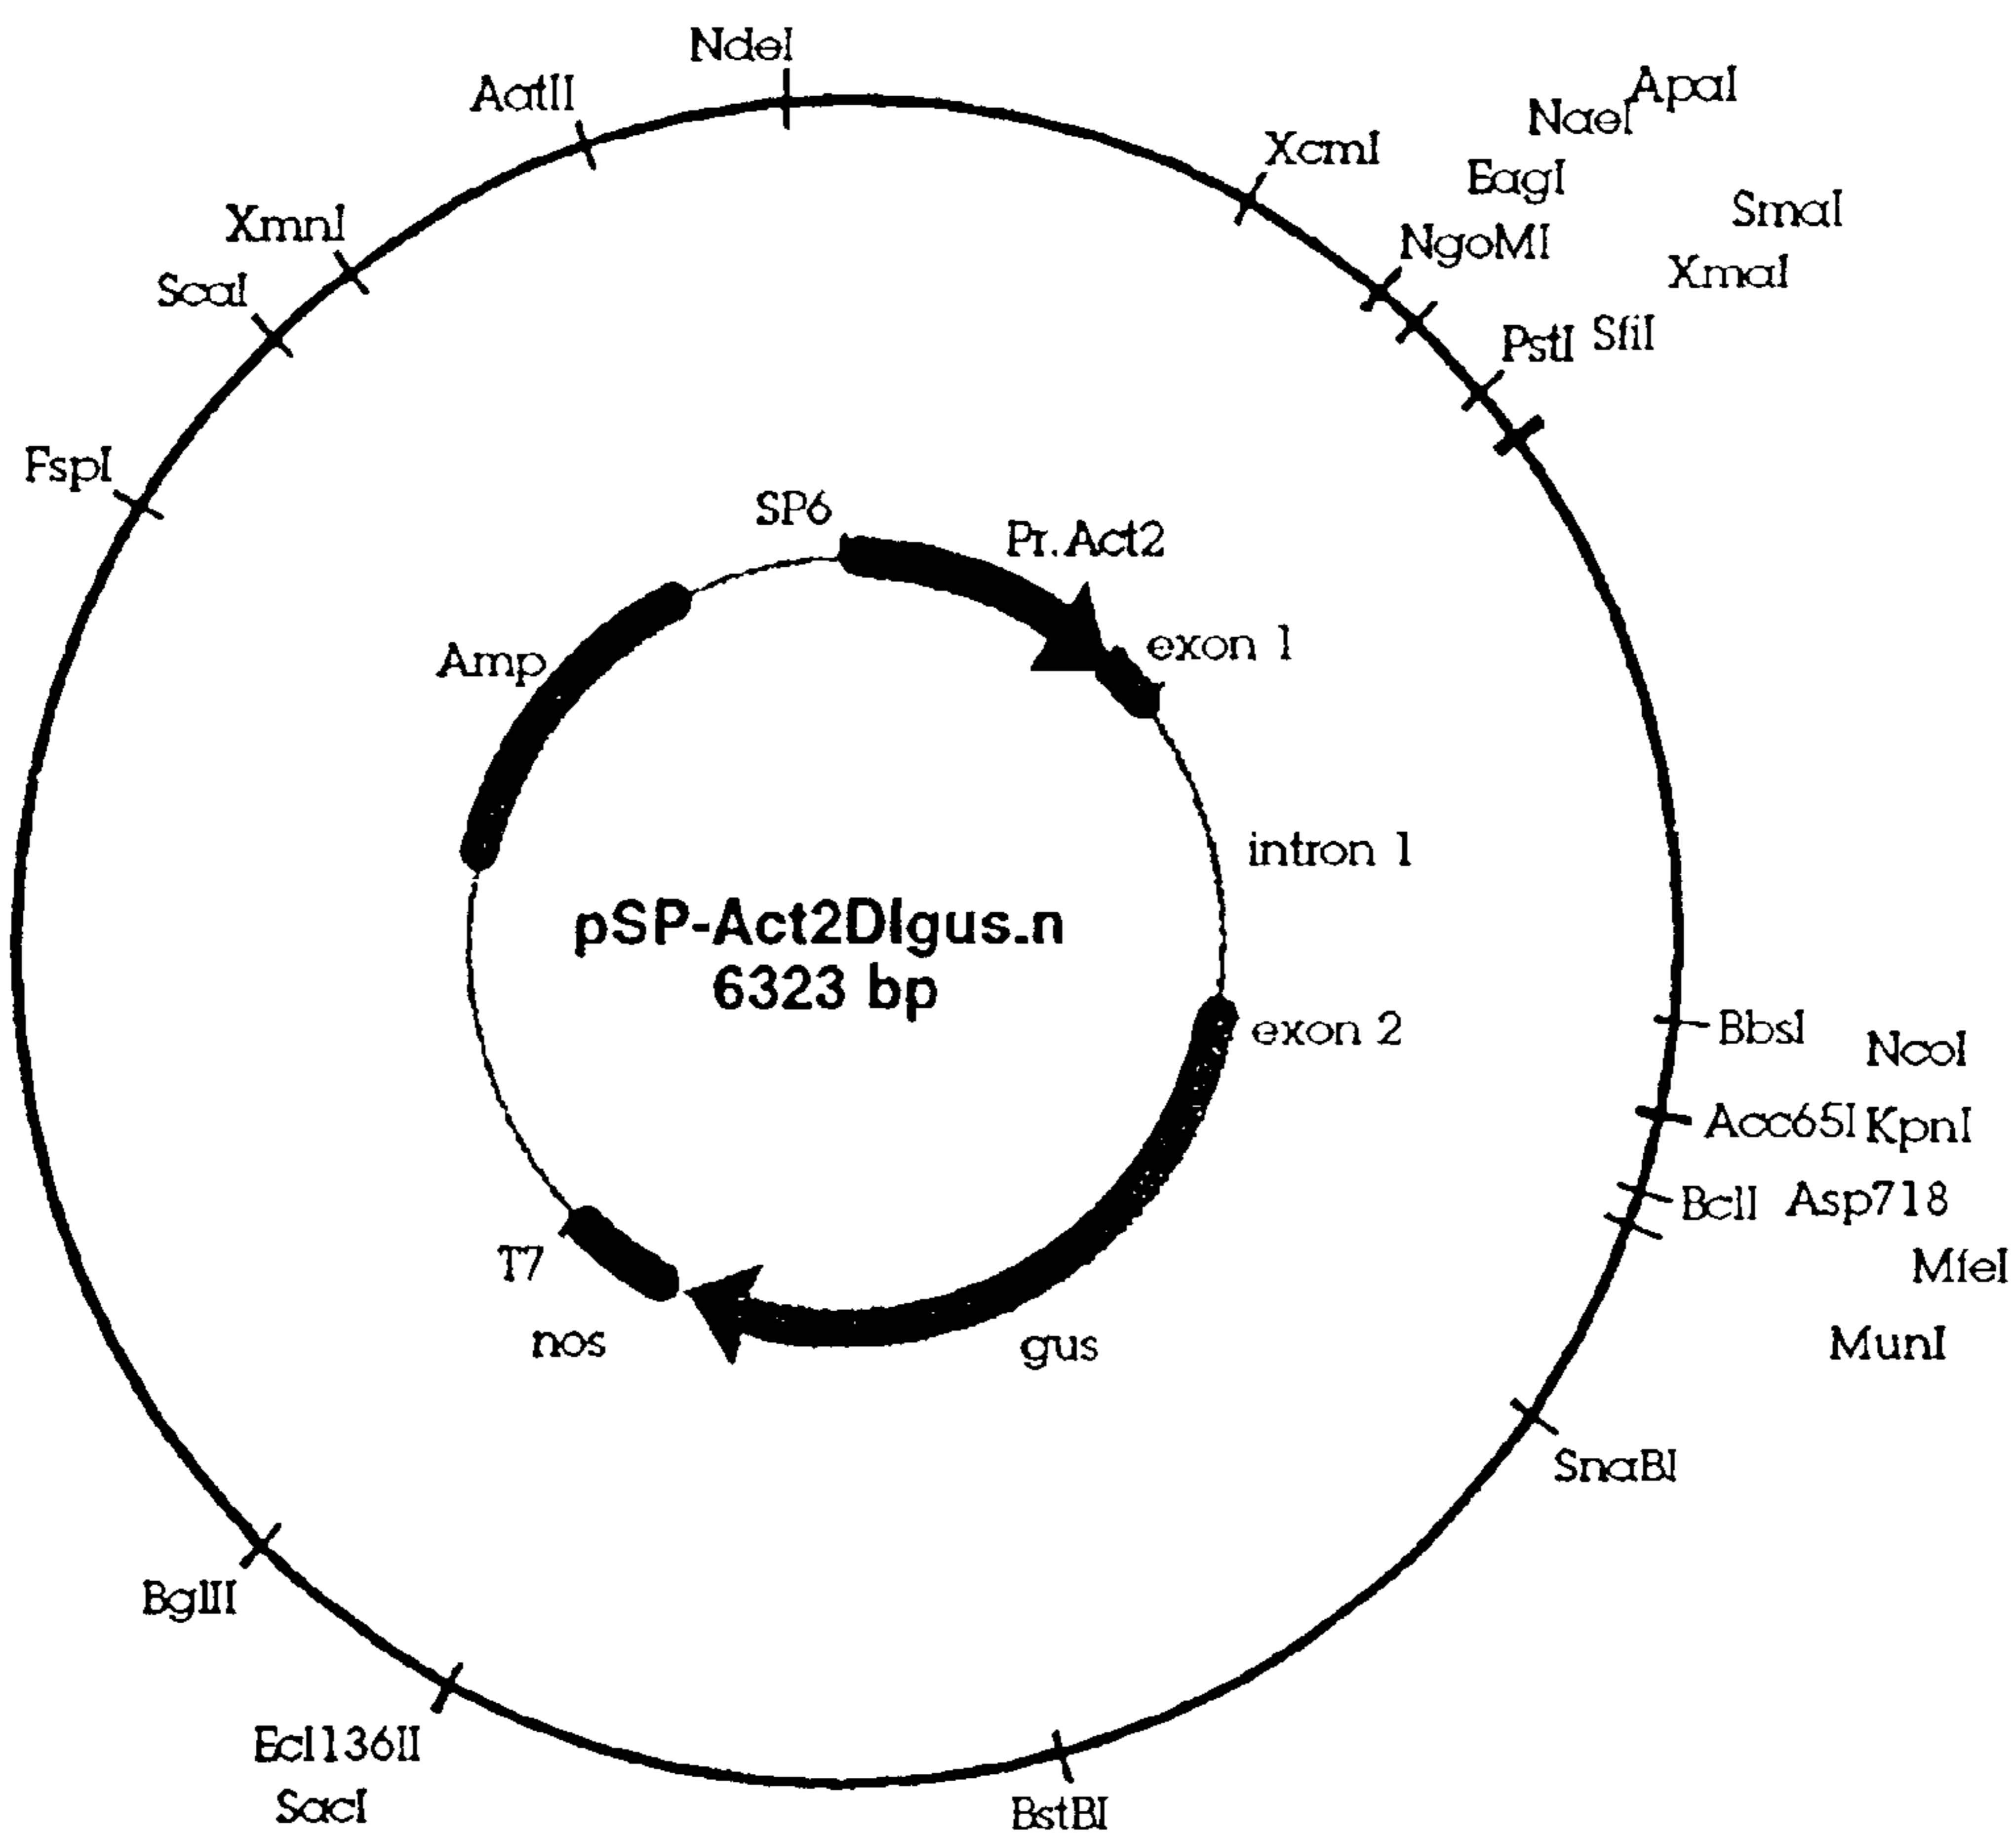 NdeI
AatII
XmnI
ScaI
FspI
XcmI
ApaI
NaeI
EagI
NgoMI
SmaI
XmaI
PstI SfiI
SP6
Pr.Act2
exon 1
Amp
intron 1
pSP-Act2DIgus.n
6323 bp
exon 2
BbsI
NcoI
Acc65I KpnI
BclI Asp718
MfeI
MunI
T7
nos
gus
SnaBI
BglII
Ecl136II
SacI
BstBI